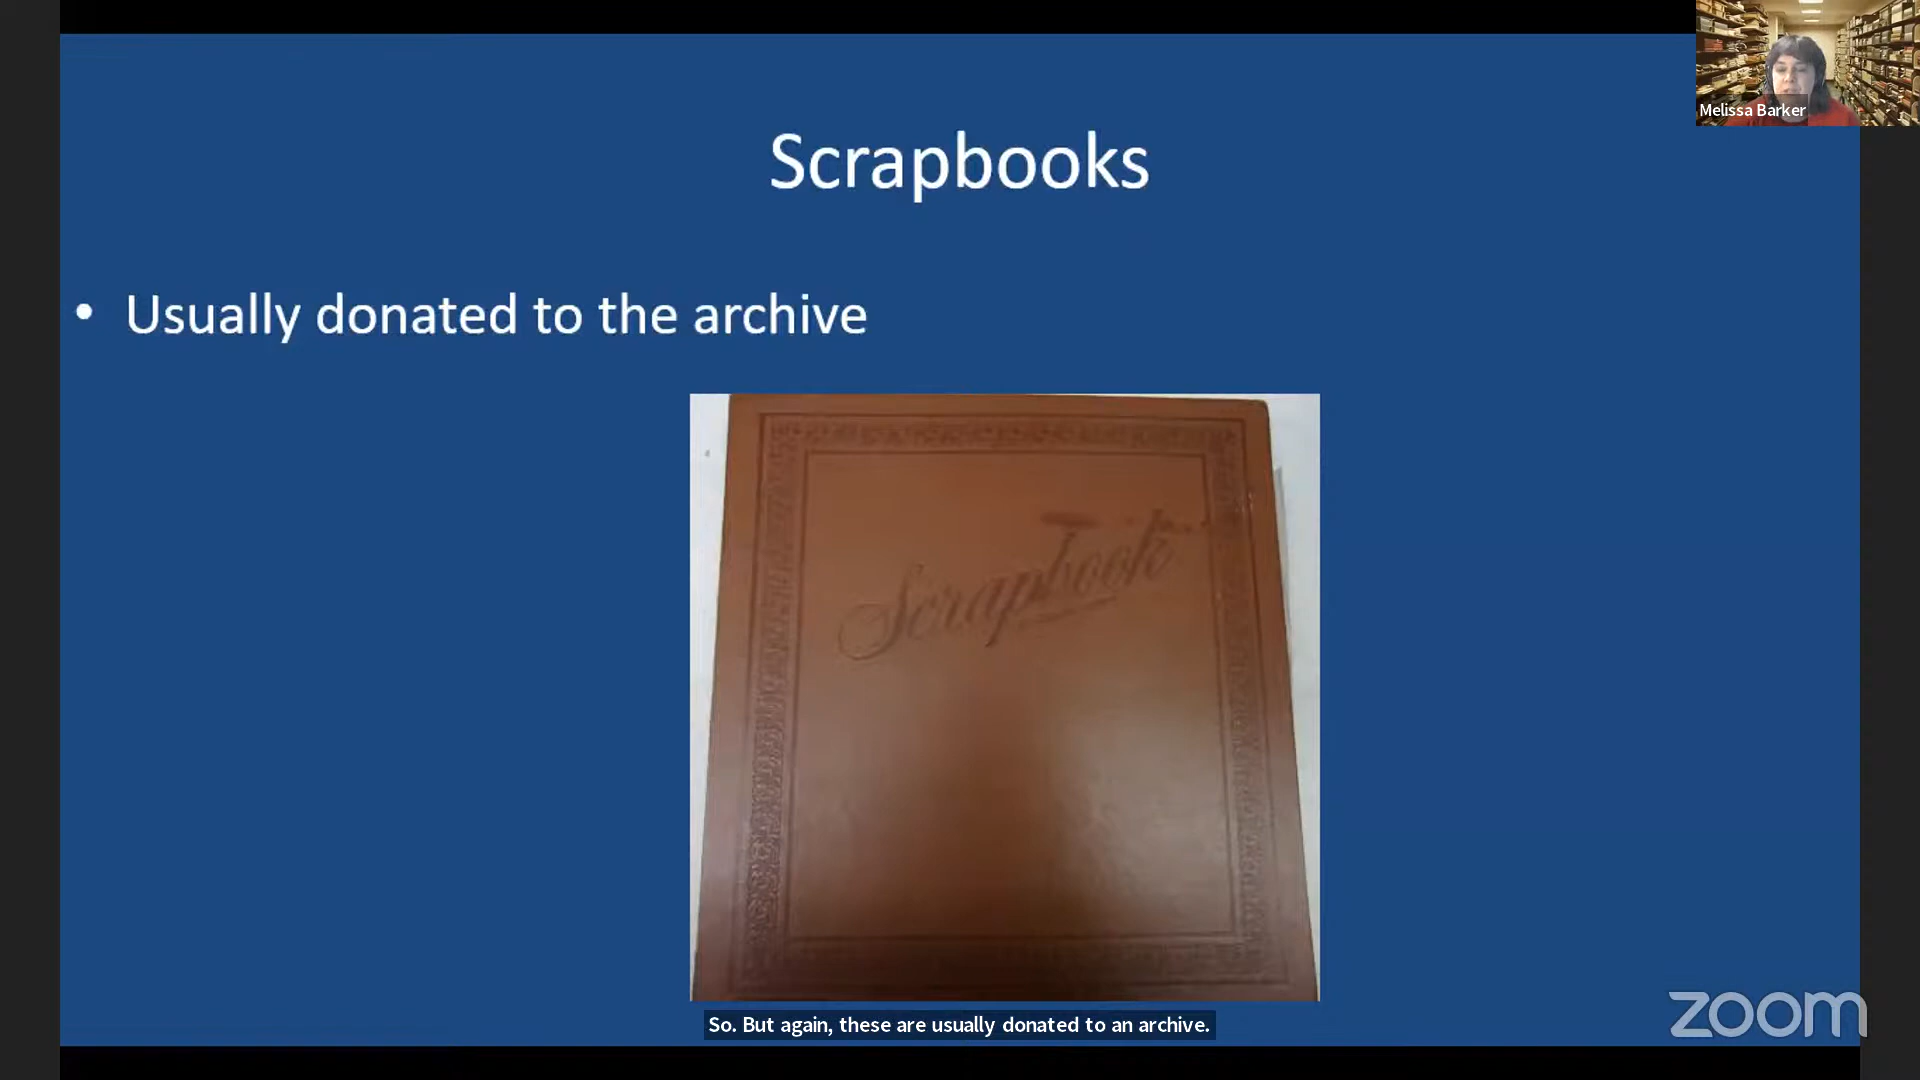 Melissa Barker
Scrapbooks
• Usually donated to the archive
Scrapbook
So. But again, these are usually donated to an archive.
zoom